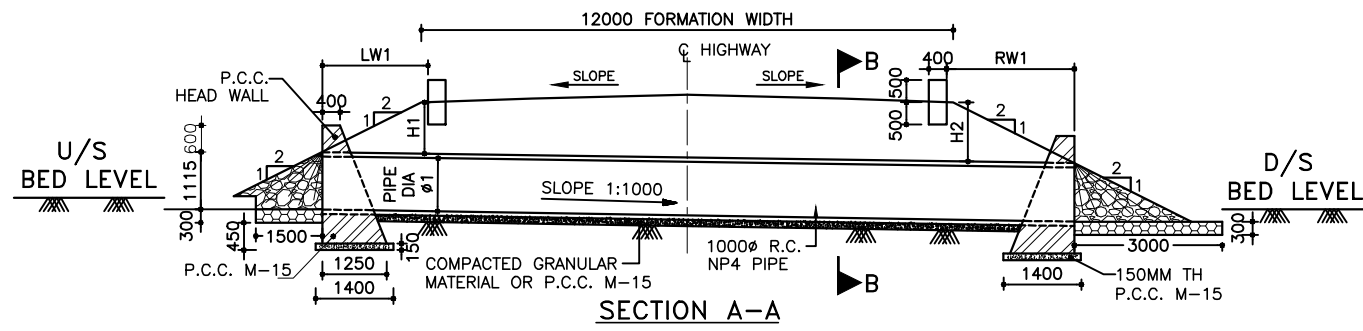 12000 FORMATION WIDTH
LW1
℄ HIGHWAY
B
400
RW1
P.C.C.
HEAD WALL
400
SLOPE
SLOPE
500
500
2
1
H1
H2
2
1
600
U/S
BED LEVEL
1115
2
1
PIPE
DIA
ø1
SLOPE 1:1000
2
1
D/S
BED LEVEL
300
450
1500
150
300
3000
P.C.C. M-15
1250
1400
COMPACTED GRANULAR
MATERIAL OR P.C.C. M-15
1000ø R.C.
NP4 PIPE
B
1400
150MM TH
P.C.C. M-15
SECTION A-A